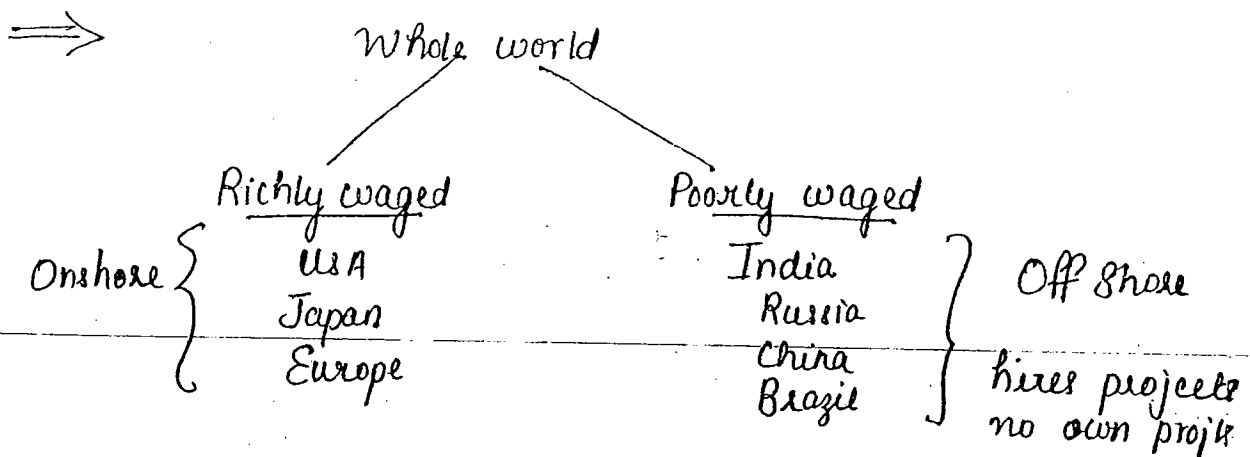 Whole world
Richly waged
Poorly waged
Onshore
USA
Japan
Europe
India
Russia
China
Brazil
Off Shore
hires projects
no own projts